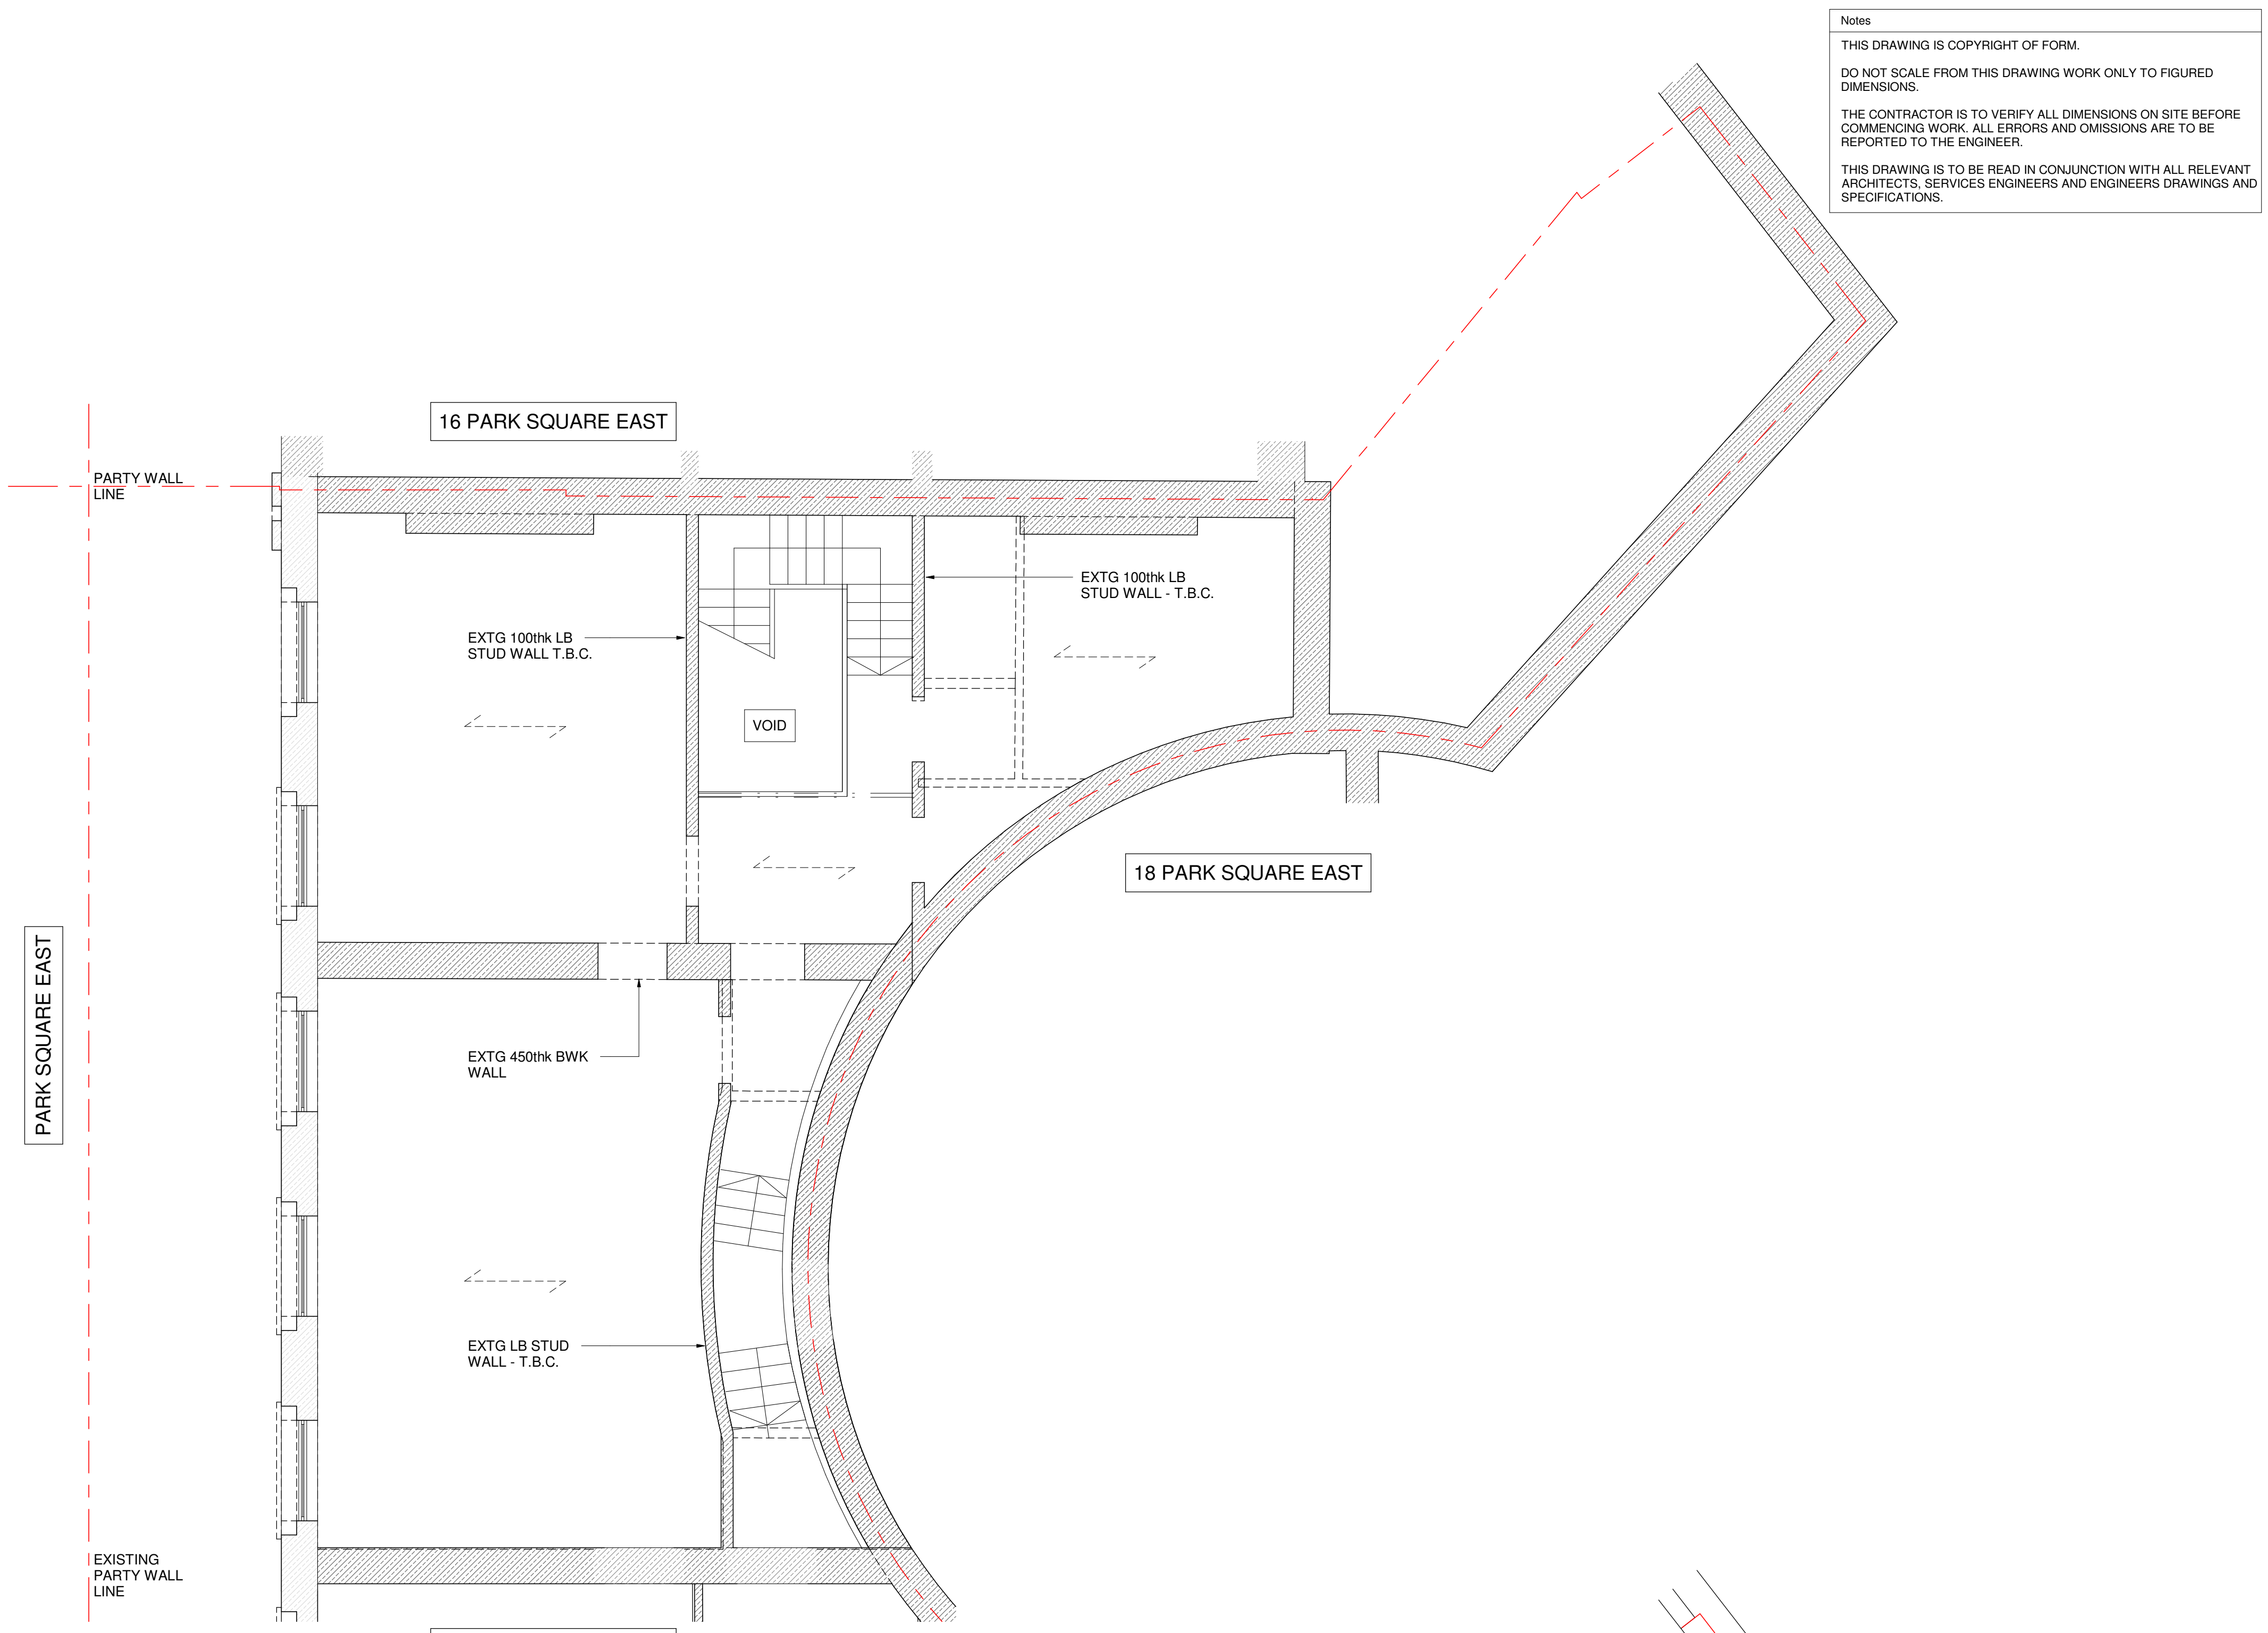 Notes
THIS DRAWING IS COPYRIGHT OF FORM.
DO NOT SCALE FROM THIS DRAWING WORK ONLY TO FIGURED
DIMENSIONS.
THE CONTRACTOR IS TO VERIFY ALL DIMENSIONS ON SITE BEFORE
COMMENCING WORK. ALL ERRORS AND OMISSIONS ARE TO BE
REPORTED TO THE ENGINEER.
THIS DRAWING IS TO BE READ IN CONJUNCTION WITH ALL RELEVANT
ARCHITECTS, SERVICES ENGINEERS AND ENGINEERS DRAWINGS AND
SPECIFICATIONS.
16 PARK SQUARE EAST
PARTY WALL
LINE
EXTG 100thk LB
STUD WALL - T.B.C.
EXTG 100thk LB
STUD WALL T.B.C.
VOID
18 PARK SQUARE EAST
PARK SQUARE EAST
EXTG 450thk BWK
WALL
EXTG LB STUD
WALL - T.B.C.
EXISTING
PARTY WALL
LINE